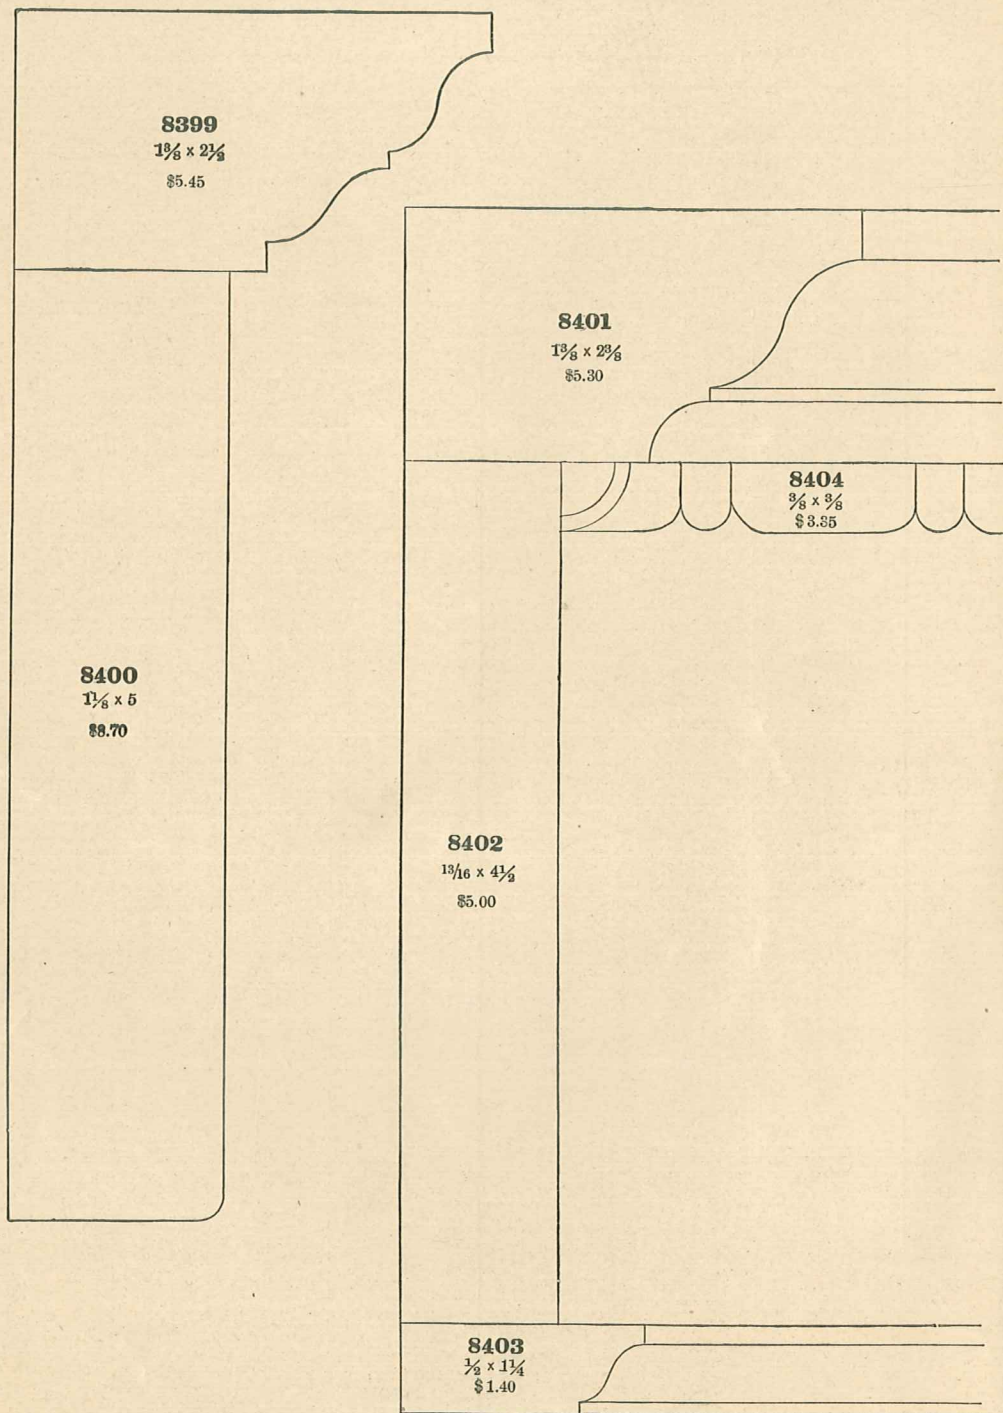 8399
1⅜ x 2½
$5.45
8401
1⅜ x 2⅜
$5.30
8404
⅜ x ⅜
$3.35
8400
1⅛ x 5
$8.70
8402
13/16 x 4½
$5.00
8403
½ x 1¼
$1.40